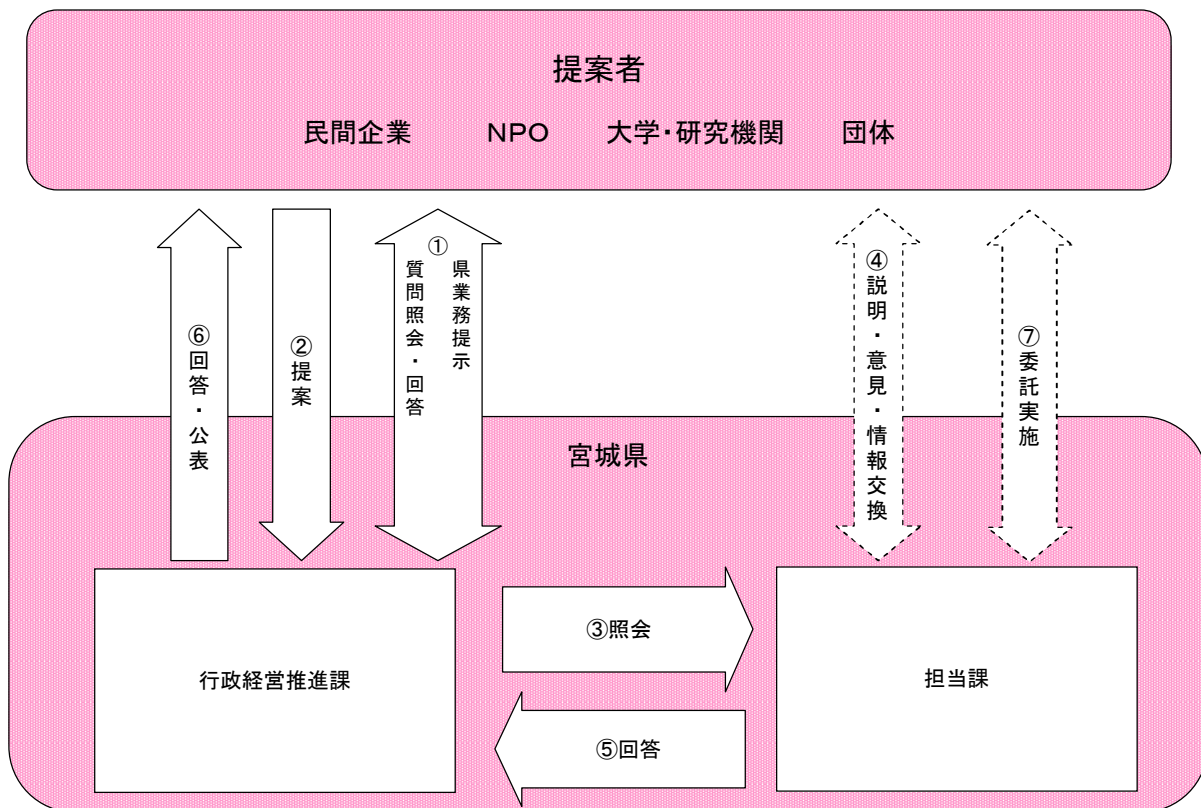 提案者
民間企業　　NPO　　大学・研究機関　　団体
⑥回答・公表
②提案
①
県業務提示
質問照会・回答
④説明・意見・情報交換
⑦委託実施
宮城県
③照会
行政経営推進課
担当課
⑤回答